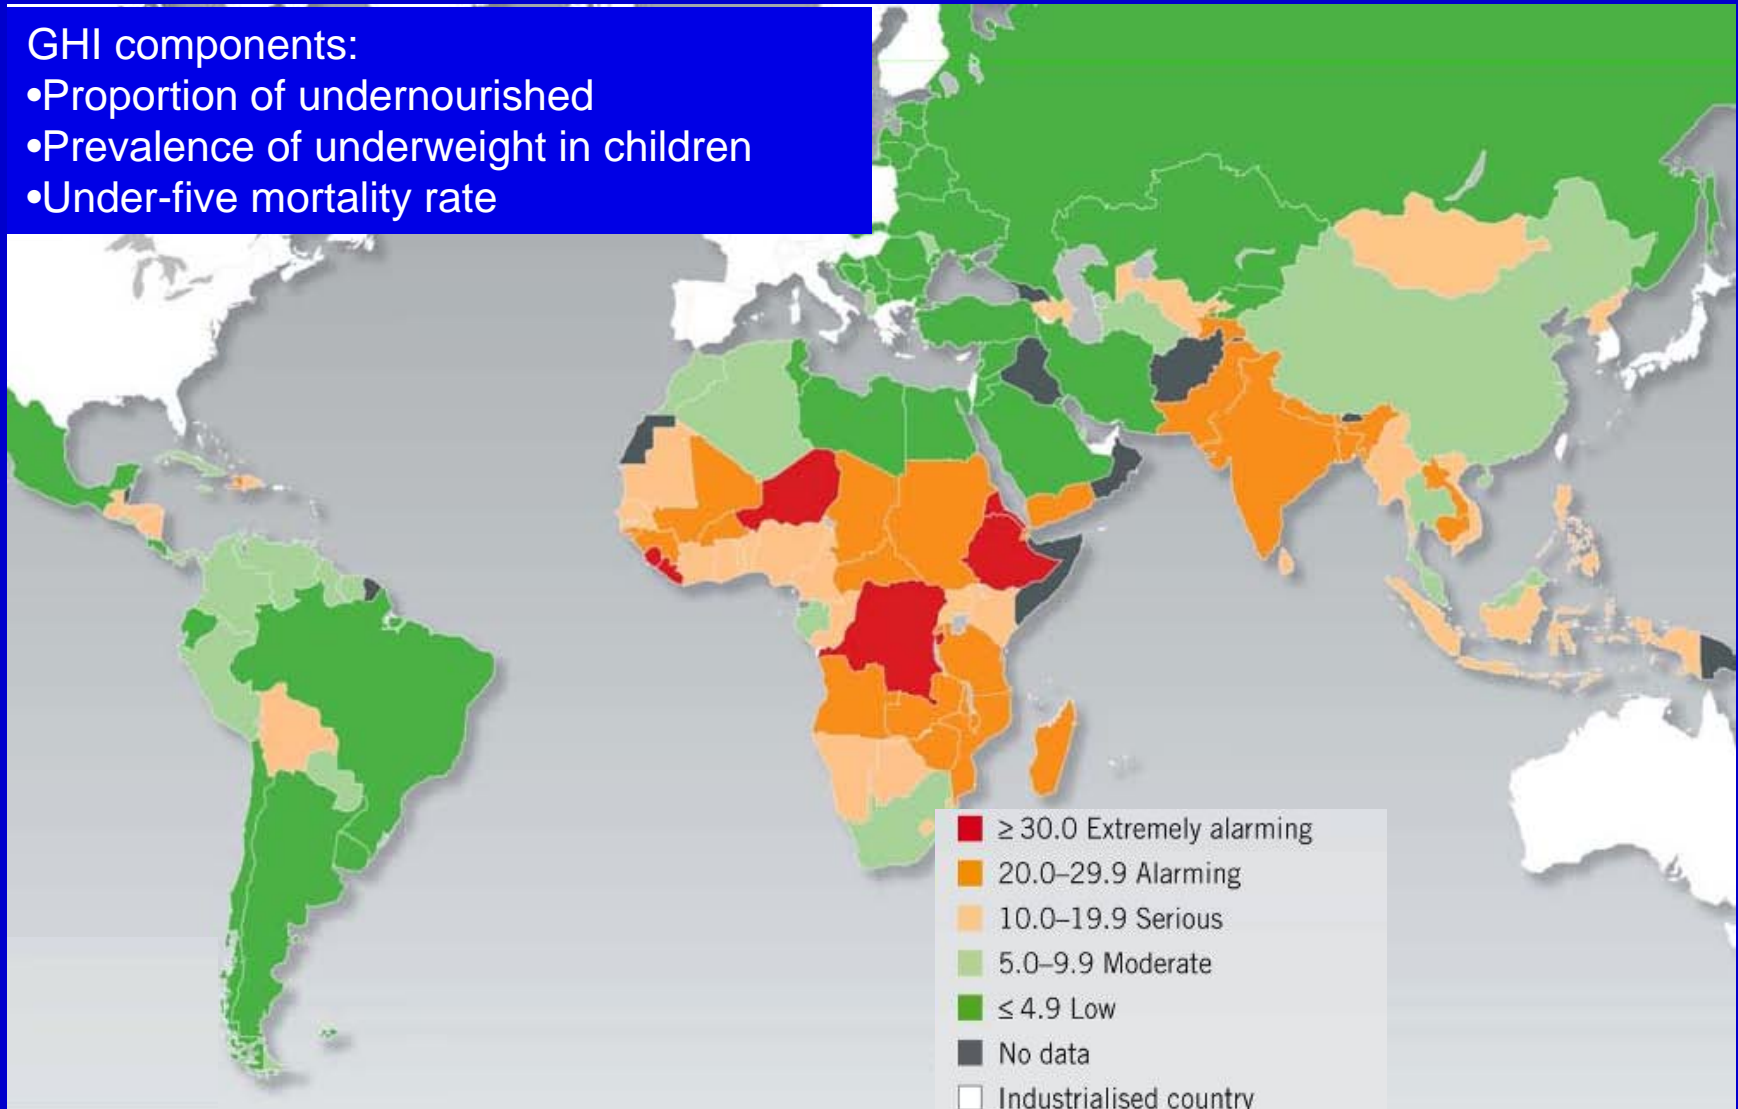 GHI components:
•Proportion of undernourished
•Prevalence of underweight in children
•Under-five mortality rate
≥ 30.0 Extremely alarming
20.0–29.9 Alarming
10.0–19.9 Serious
5.0–9.9 Moderate
≤ 4.9 Low
No data
Industrialised country